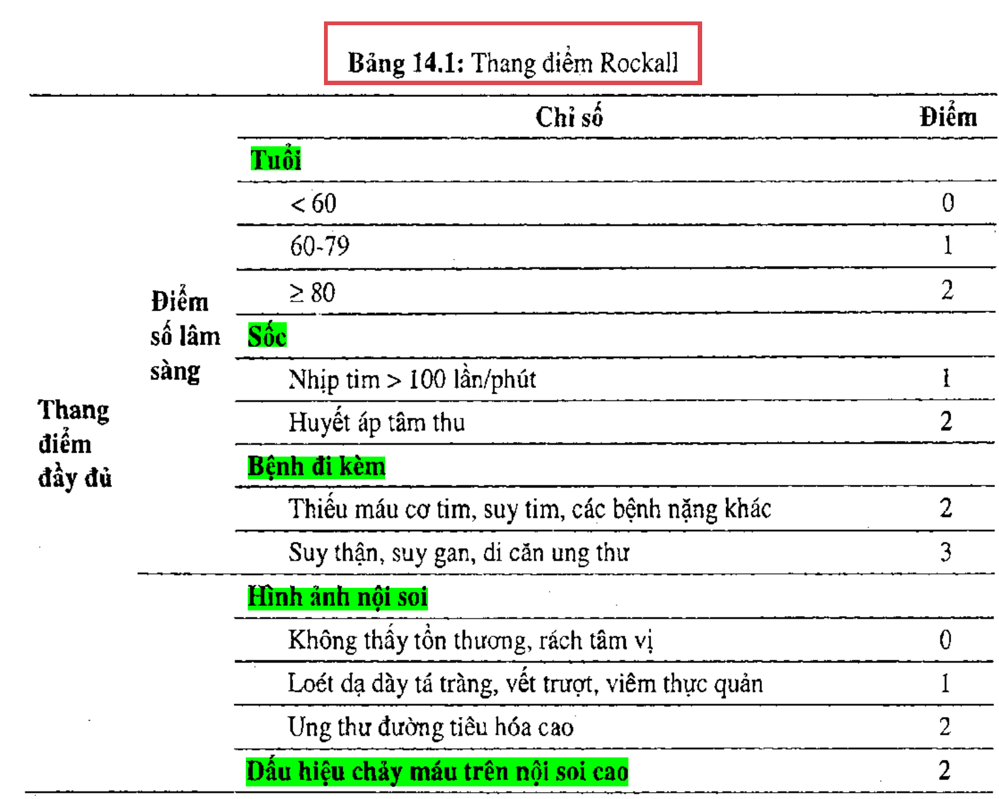 Bảng 14.1: Thang điểm Rockall
Chỉ số Điểm
Tuổi
< 60 0
60-79 1
≥ 80 2
Điểm
số lâm
sàng
Sốc
Nhịp tim > 100 lần/phút 1
Huyết áp tâm thu 2
Thang
điểm
đầy đủ
Bệnh đi kèm
Thiếu máu cơ tim, suy tim, các bệnh nặng khác 2
Suy thận, suy gan, di căn ung thư 3
Hình ảnh nội soi
Không thấy tổn thương, rách tâm vị 0
Loét dạ dày tá tràng, vết trượt, viêm thực quản 1
Ung thư đường tiêu hóa cao 2
Dấu hiệu chảy máu trên nội soi cao 2